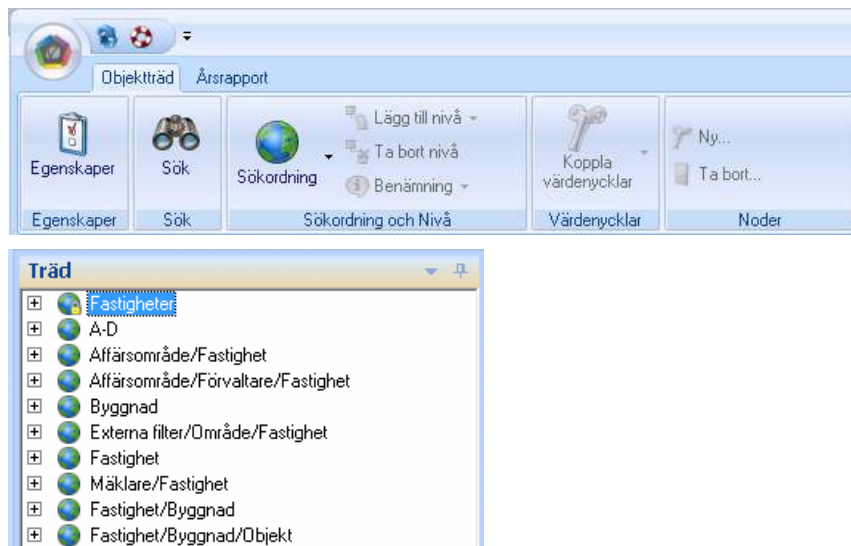 Objektträd Årsrapport
Egenskaper
Sök
Sökordning
Lägg till nivå
Ta bort nivå
Benämning
Koppla
värdenycklar
Ny...
Ta bort...
Egenskaper Sök Sökordning och Nivå Värdenycklar Noder
Träd
Fastigheter
A-D
Affärsområde/Fastighet
Affärsområde/Förvaltare/Fastighet
Byggnad
Externa filter/Område/Fastighet
Fastighet
Mäklare/Fastighet
Fastighet/Byggnad
Fastighet/Byggnad/Objekt